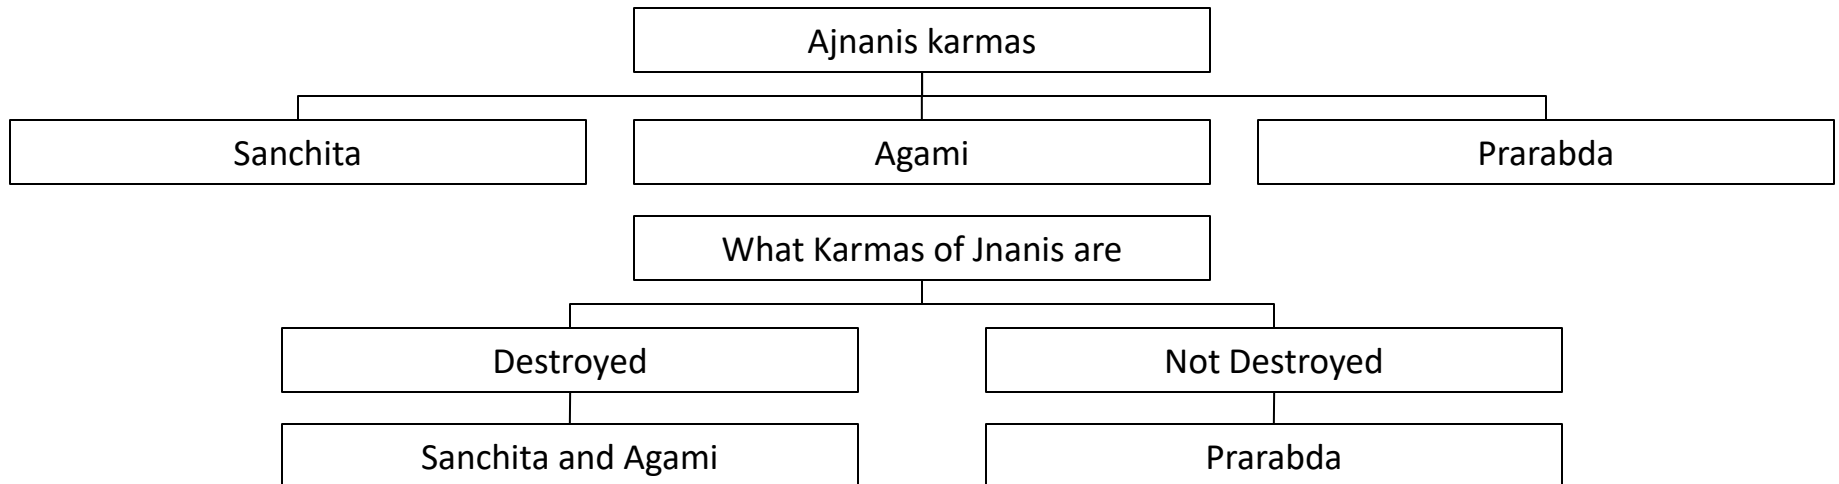 Ajnanis karmas
Sanchita
Agami
Prarabda
What Karmas of Jnanis are
Destroyed
Not Destroyed
Sanchita and Agami
Prarabda